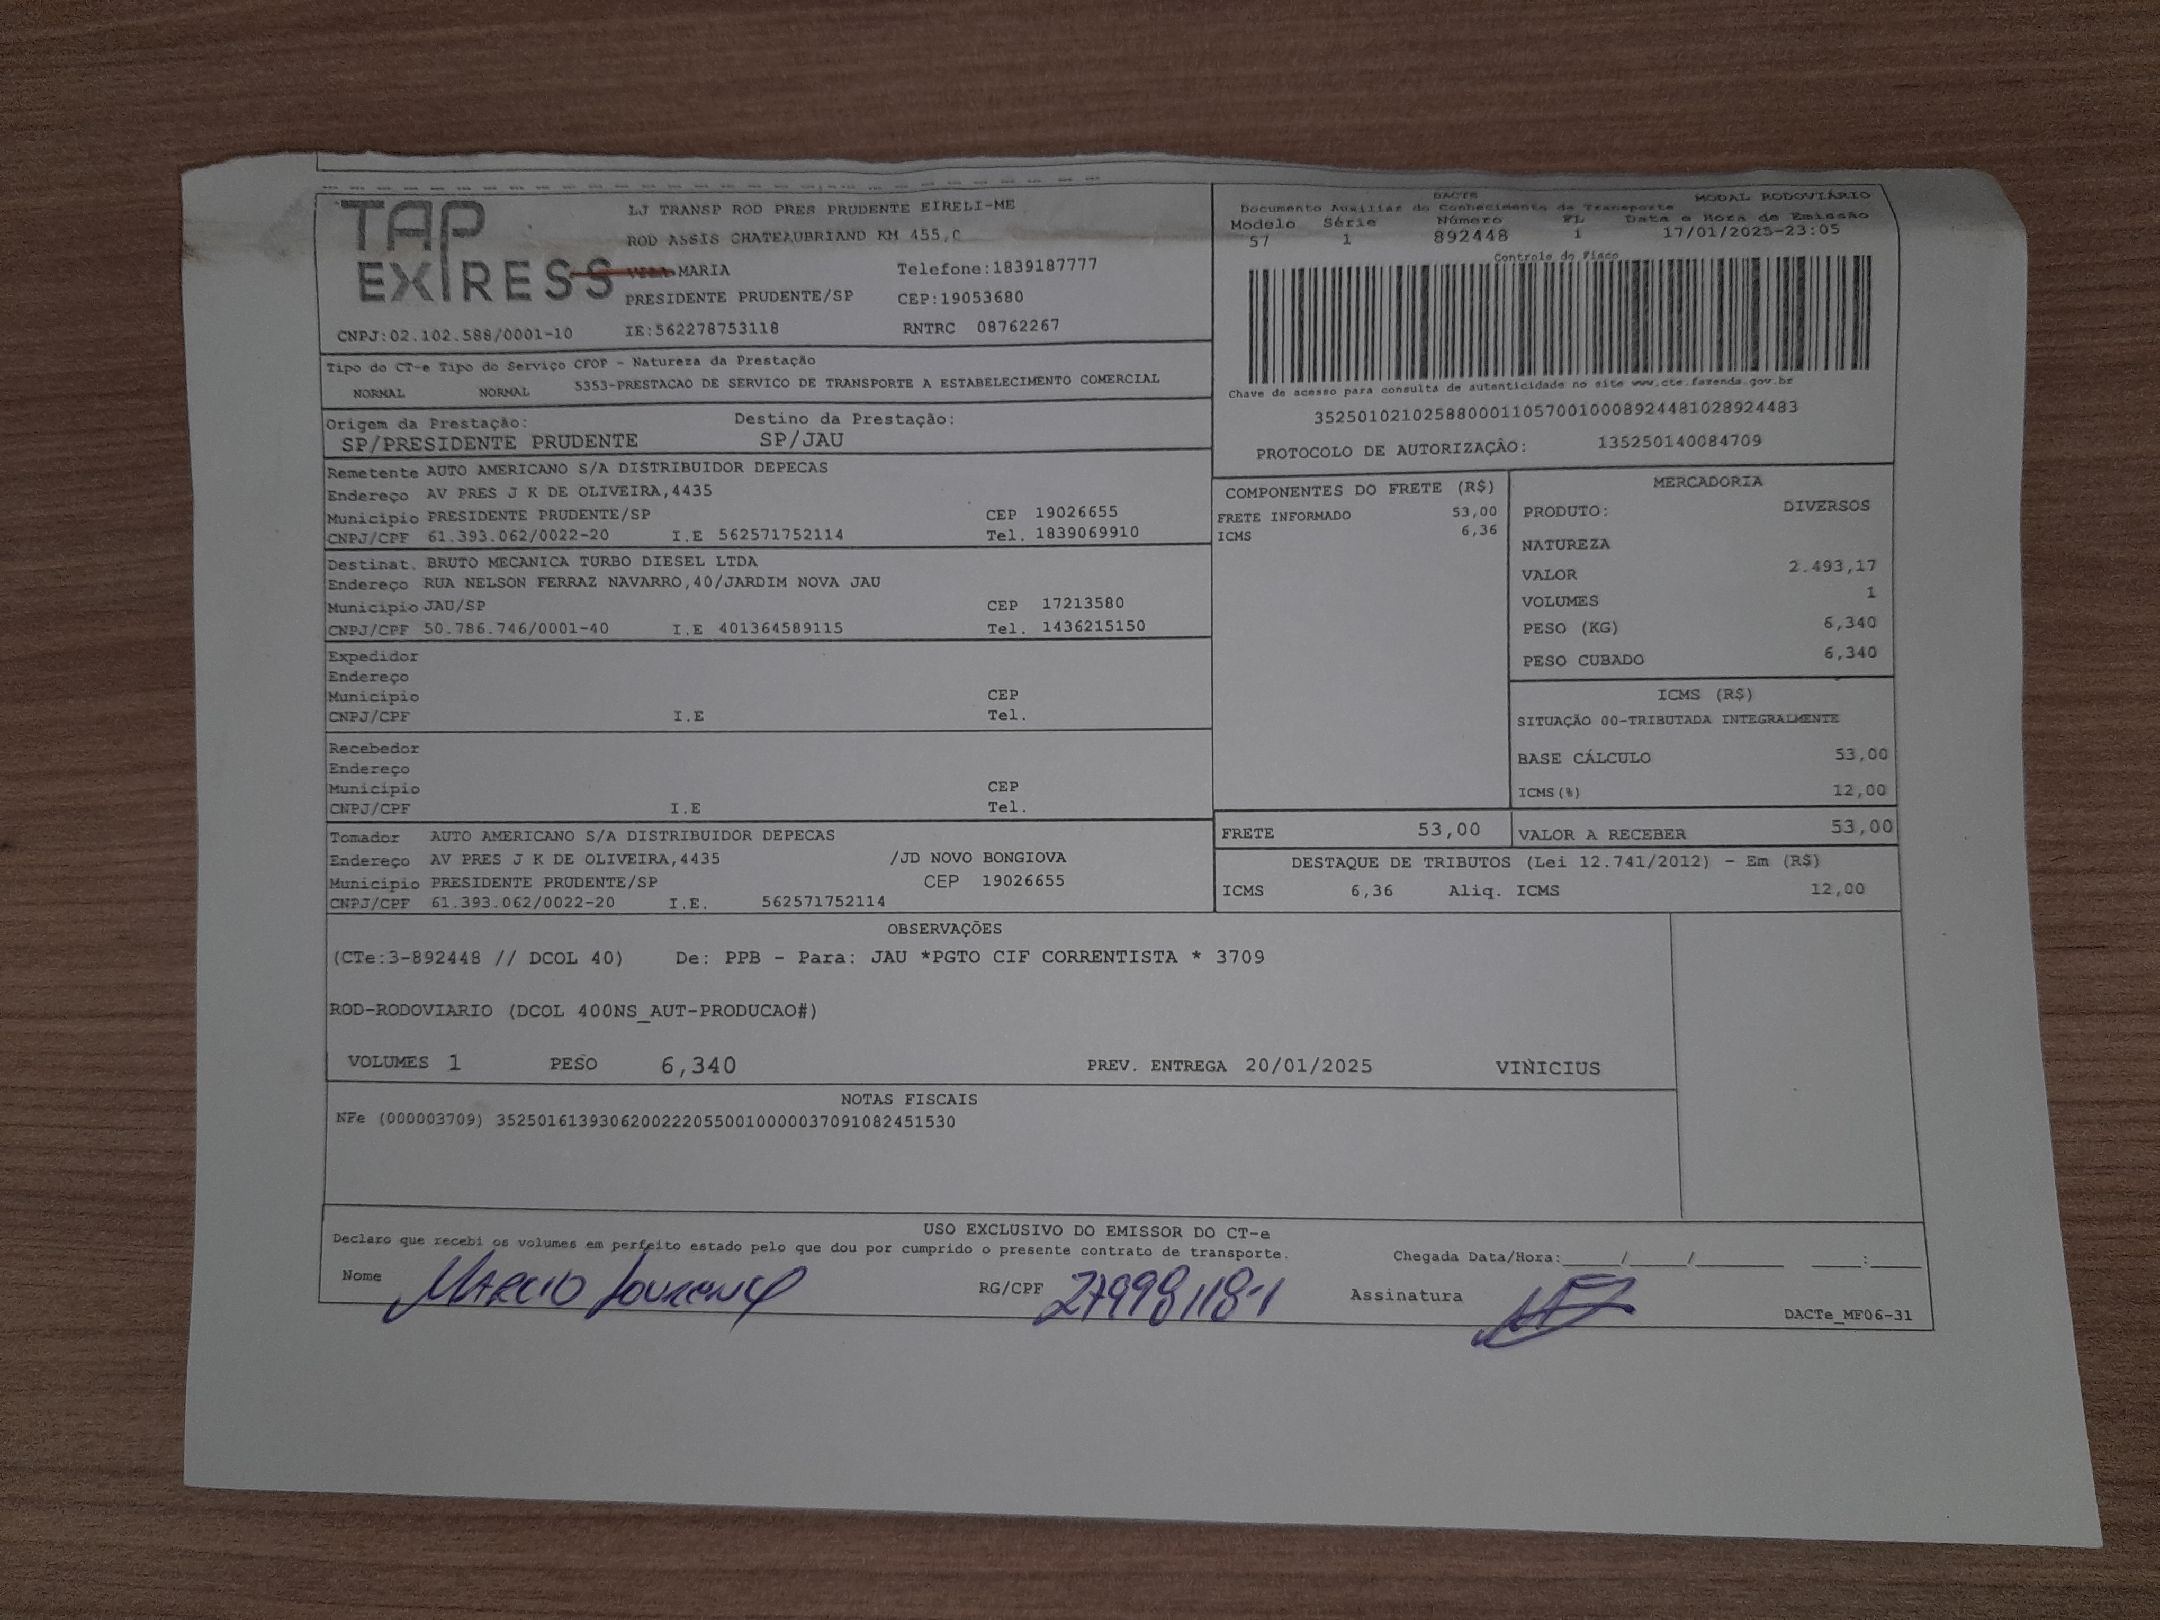 TAP EXPRESS
LJ TRANSP ROD PRES PRUDENTE EIRELI-ME
ROD ASSIS CHATEAUBRIAND KM 455,C
MARIA Telefone:1839187777
PRESIDENTE PRUDENTE/SP CEP:19053680
CNPJ:02.102.588/0001-10 IE:562278753118 RNTRC 08762267
DACTE MODAL RODOVIÁRIO
Documento Auxiliar do Conhecimento de Transporte
Modelo Série Número FL Data e Hora de Emissão
57 1 892448 1 17/01/2025-23:05
Controle do Fisco
Chave de acesso para consulta de autenticidade no site www.cte.fazenda.gov.br
35250102102588000110570010008924481028924483
PROTOCOLO DE AUTORIZAÇÃO: 135250140084709
Tipo do CT-e Tipo do Serviço CFOP - Natureza da Prestação
NORMAL NORMAL 5353-PRESTACAO DE SERVICO DE TRANSPORTE A ESTABELECIMENTO COMERCIAL
Origem da Prestação: Destino da Prestação:
SP/PRESIDENTE PRUDENTE SP/JAU
Remetente AUTO AMERICANO S/A DISTRIBUIDOR DEPECAS
Endereço AV PRES J K DE OLIVEIRA,4435
Município PRESIDENTE PRUDENTE/SP CEP 19026655
CNPJ/CPF 61.393.062/0022-20 I.E 562571752114 Tel. 1839069910
Destinat. BRUTO MECANICA TURBO DIESEL LTDA
Endereço RUA NELSON FERRAZ NAVARRO,40/JARDIM NOVA JAU
Município JAU/SP CEP 17213580
CNPJ/CPF 50.786.746/0001-40 I.E 401364589115 Tel. 1436215150
Expedidor
Endereço
Município CEP
CNPJ/CPF I.E Tel.
Recebedor
Endereço
Município CEP
CNPJ/CPF I.E Tel.
Tomador AUTO AMERICANO S/A DISTRIBUIDOR DEPECAS
Endereço AV PRES J K DE OLIVEIRA,4435 /JD NOVO BONGIOVA
Município PRESIDENTE PRUDENTE/SP CEP 19026655
CNPJ/CPF 61.393.062/0022-20 I.E. 562571752114
COMPONENTES DO FRETE (R$)
FRETE INFORMADO 53,00
ICMS 6,36
MERCADORIA
PRODUTO: DIVERSOS
NATUREZA
VALOR 2.493,17
VOLUMES 1
PESO (KG) 6,340
PESO CUBADO 6,340
ICMS (R$)
SITUAÇÃO 00-TRIBUTADA INTEGRALMENTE
BASE CÁLCULO 53,00
ICMS(%) 12,00
FRETE 53,00 VALOR A RECEBER 53,00
DESTAQUE DE TRIBUTOS (Lei 12.741/2012) - Em (R$)
ICMS 6,36 Aliq. ICMS 12,00
OBSERVAÇÕES
(CTe:3-892448 // DCOL 40) De: PPB - Para: JAU *PGTO CIF CORRENTISTA * 3709
ROD-RODOVIARIO (DCOL 400NS_AUT-PRODUCAO#)
VOLUMES 1 PESO 6,340 PREV. ENTREGA 20/01/2025 VINICIUS
NOTAS FISCAIS
NFe (000003709) 35250161393062002220550010000037091082451530
USO EXCLUSIVO DO EMISSOR DO CT-e
Declaro que recebi os volumes em perfeito estado pelo que dou por cumprido o presente contrato de transporte. Chegada Data/Hora:_____/_____/________ ____:____
Nome MARCIO Lourenço RG/CPF 27998118-1 Assinatura
DACTe_MF06-31